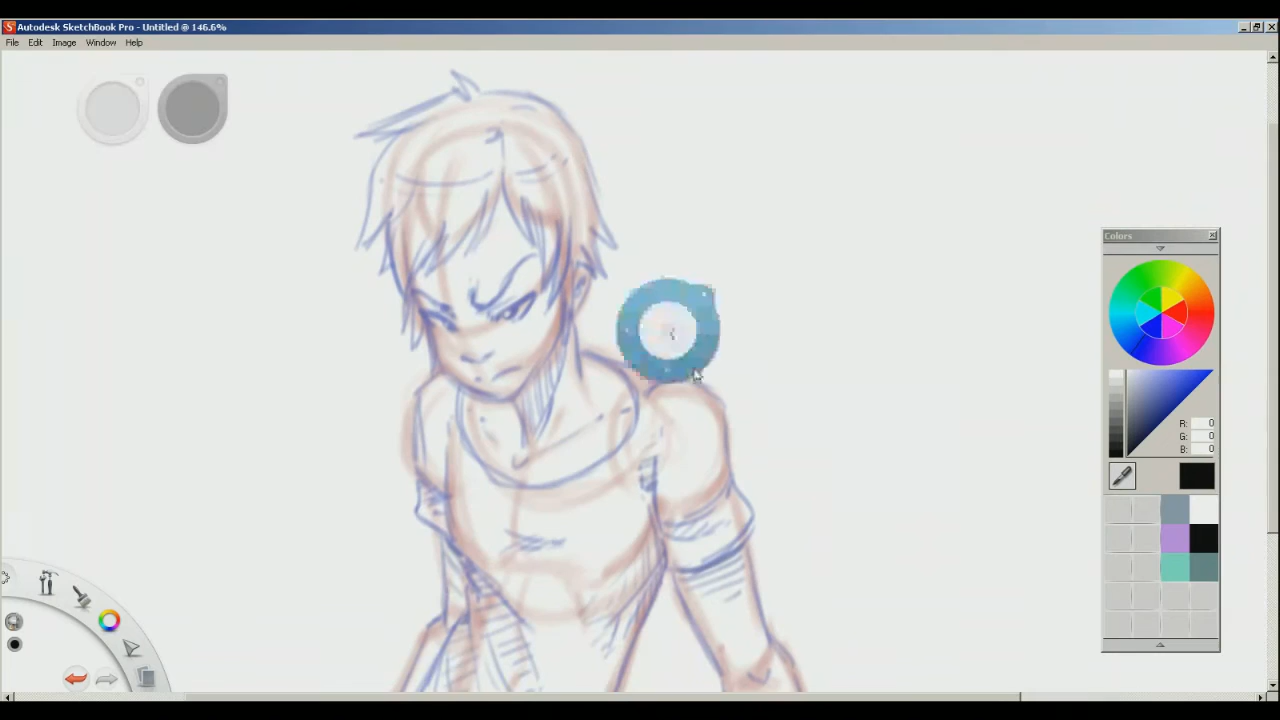 Autodesk SketchBook Pro - Untitled @ 146.6%
File Edit Image Window Help
Colors
R: 0
G: 0
B: 0